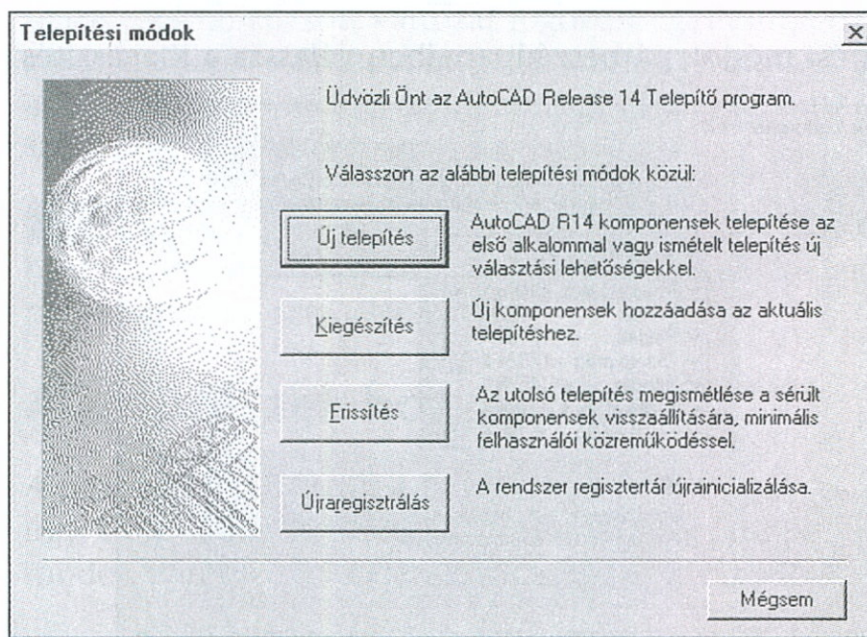 Telepítési módok
Üdvözli Önt az AutoCAD Release 14 Telepítő program.
Válasszon az alábbi telepítési módok közül:
Új telepítés
AutoCAD R14 komponensek telepítése az
első alkalommal vagy ismételt telepítés új
választási lehetőségekkel.
Kiegészítés
Új komponensek hozzáadása az aktuális
telepítéshez.
Frissítés
Az utolsó telepítés megismétlése a sérült
komponensek visszaállítására, minimális
felhasználói közreműködéssel.
Újraregisztrálás
A rendszer regisztertár újrainicializálása.
Mégsem